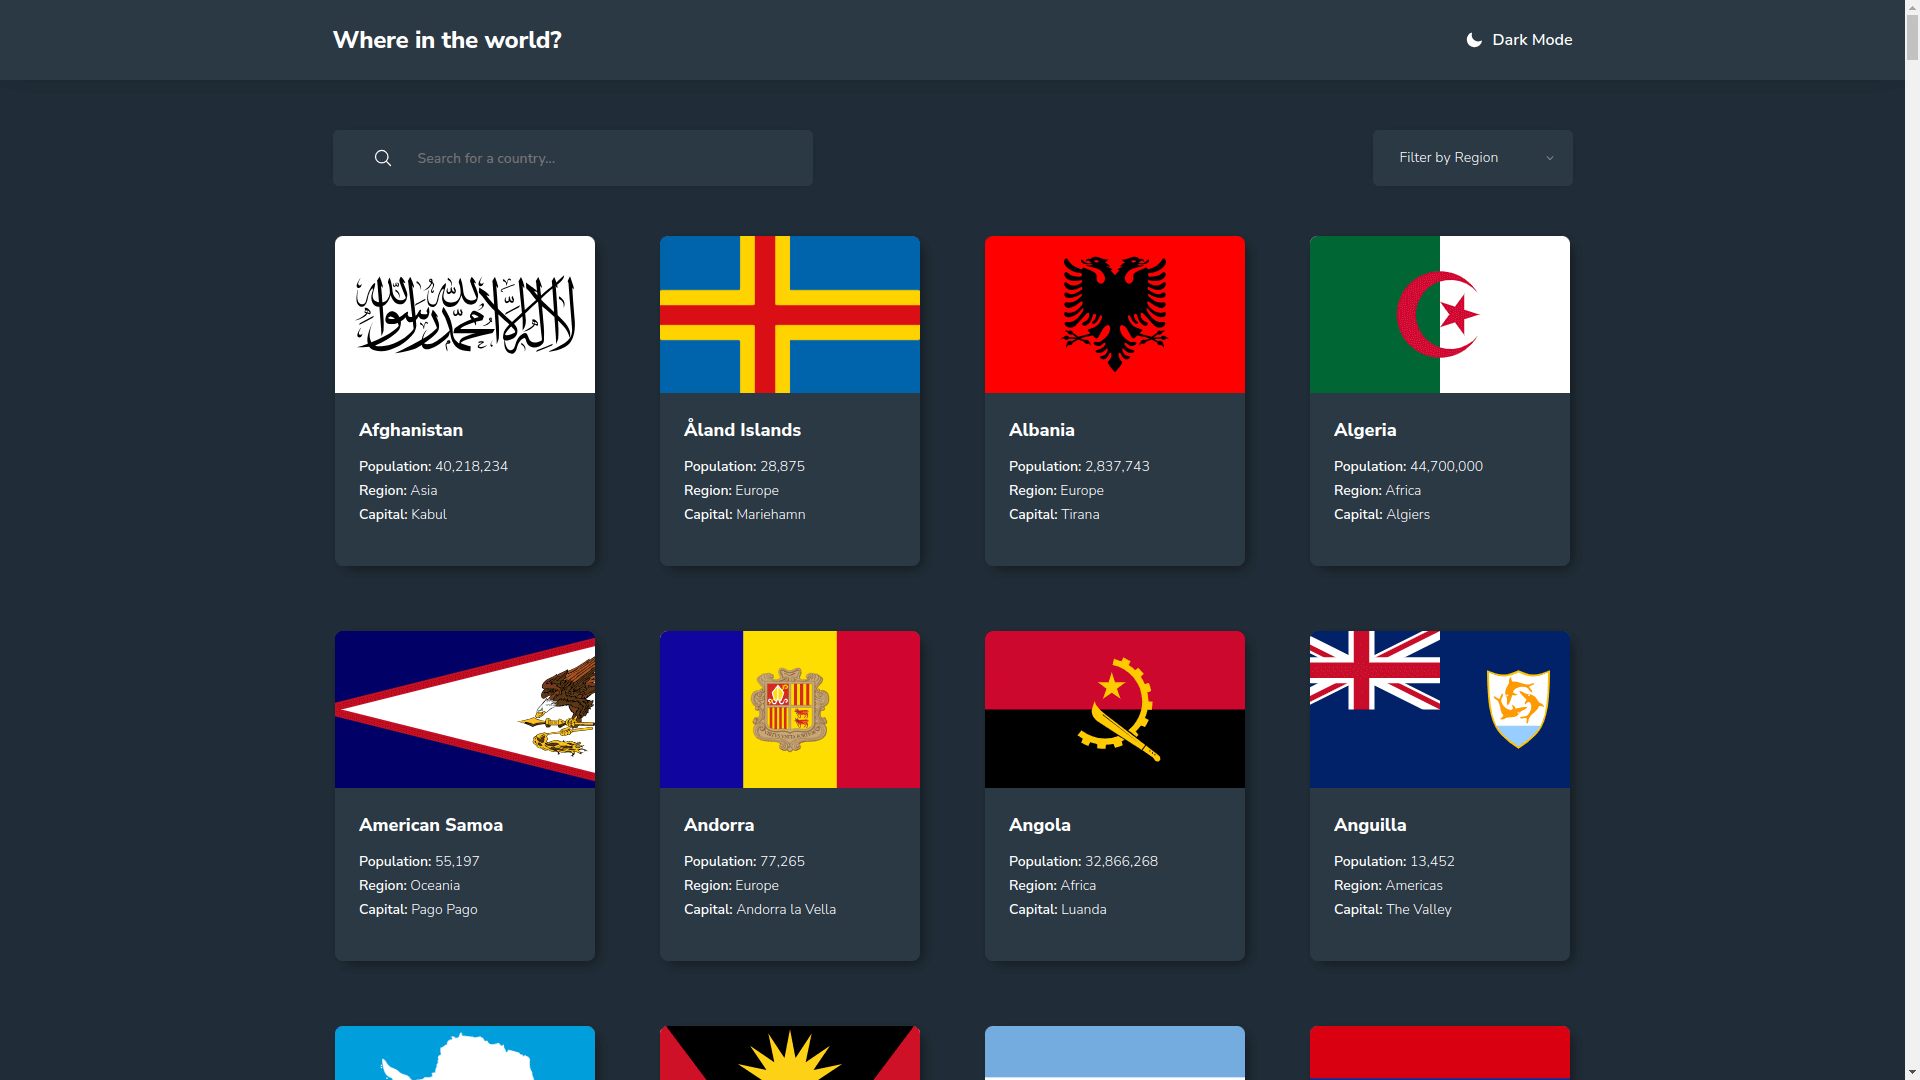 Where in the world?
Dark Mode
Search for a country...
Filter by Region
لا إله إلا الله محمد رسول الله
Afghanistan
Population: 40,218,234
Region: Asia
Capital: Kabul
Åland Islands
Population: 28,875
Region: Europe
Capital: Mariehamn
Albania
Population: 2,837,743
Region: Europe
Capital: Tirana
Algeria
Population: 44,700,000
Region: Africa
Capital: Algiers
American Samoa
Population: 55,197
Region: Oceania
Capital: Pago Pago
Andorra
Population: 77,265
Region: Europe
Capital: Andorra la Vella
Angola
Population: 32,866,268
Region: Africa
Capital: Luanda
Anguilla
Population: 13,452
Region: Americas
Capital: The Valley